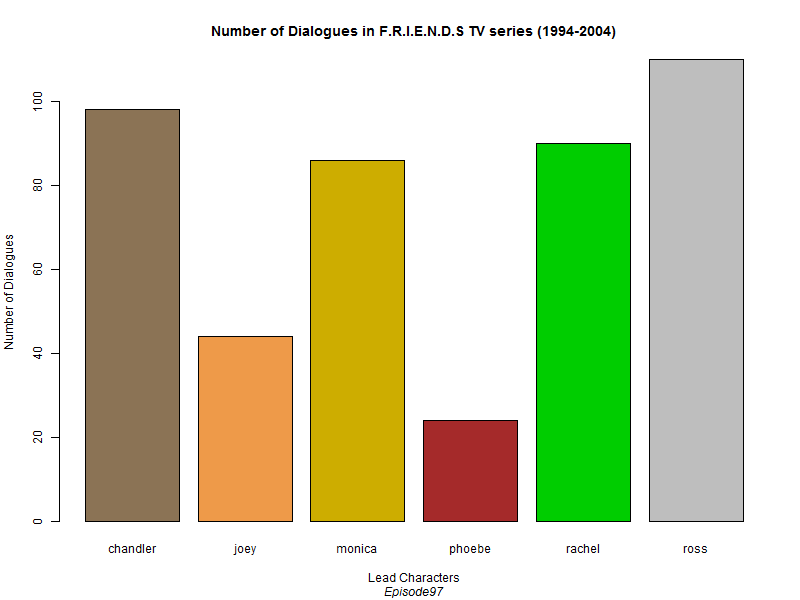 Number of Dialogues in F.R.I.E.N.D.S TV series (1994-2004)
Number of Dialogues
100
80
60
40
20
0
chandler joey monica phoebe rachel ross
Lead Characters
Episode97